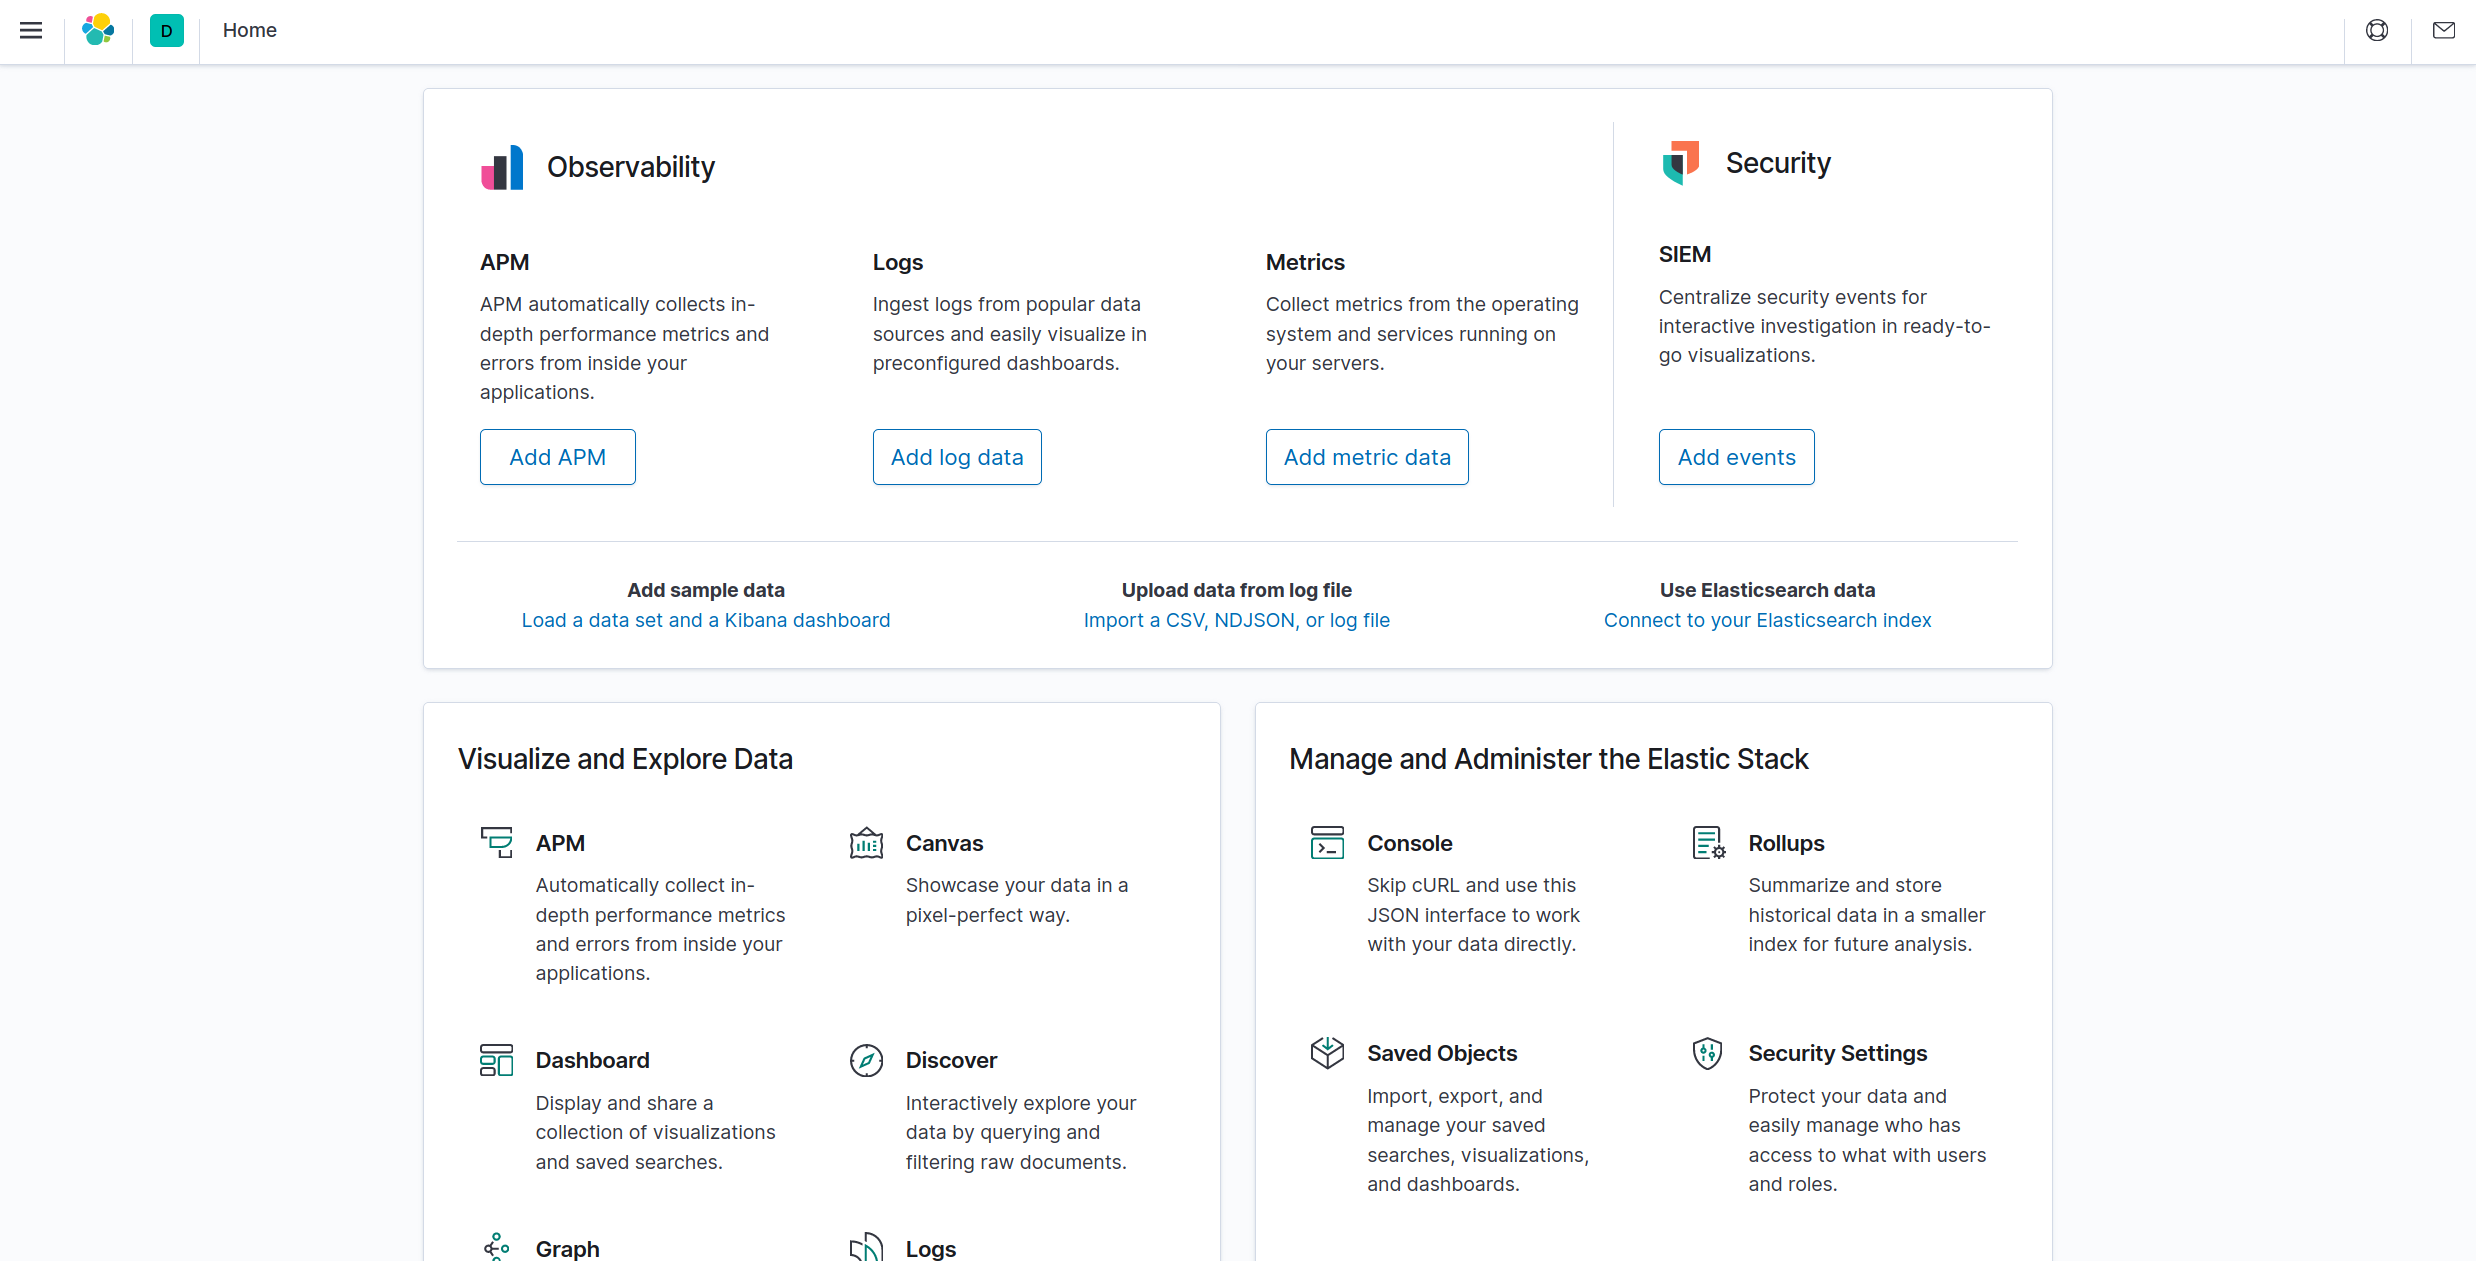 D
Home
Observability
Security
APM
APM automatically collects in-
depth performance metrics and
errors from inside your
applications.
Add APM
Logs
Ingest logs from popular data
sources and easily visualize in
preconfigured dashboards.
Add log data
Metrics
Collect metrics from the operating
system and services running on
your servers.
Add metric data
SIEM
Centralize security events for
interactive investigation in ready-to-
go visualizations.
Add events
Add sample data
Load a data set and a Kibana dashboard
Upload data from log file
Import a CSV, NDJSON, or log file
Use Elasticsearch data
Connect to your Elasticsearch index
Visualize and Explore Data
APM
Automatically collect in-
depth performance metrics
and errors from inside your
applications.
Canvas
Showcase your data in a
pixel-perfect way.
Dashboard
Display and share a
collection of visualizations
and saved searches.
Discover
Interactively explore your
data by querying and
filtering raw documents.
Graph
Logs
Manage and Administer the Elastic Stack
Console
Skip cURL and use this
JSON interface to work
with your data directly.
Rollups
Summarize and store
historical data in a smaller
index for future analysis.
Saved Objects
Import, export, and
manage your saved
searches, visualizations,
and dashboards.
Security Settings
Protect your data and
easily manage who has
access to what with users
and roles.